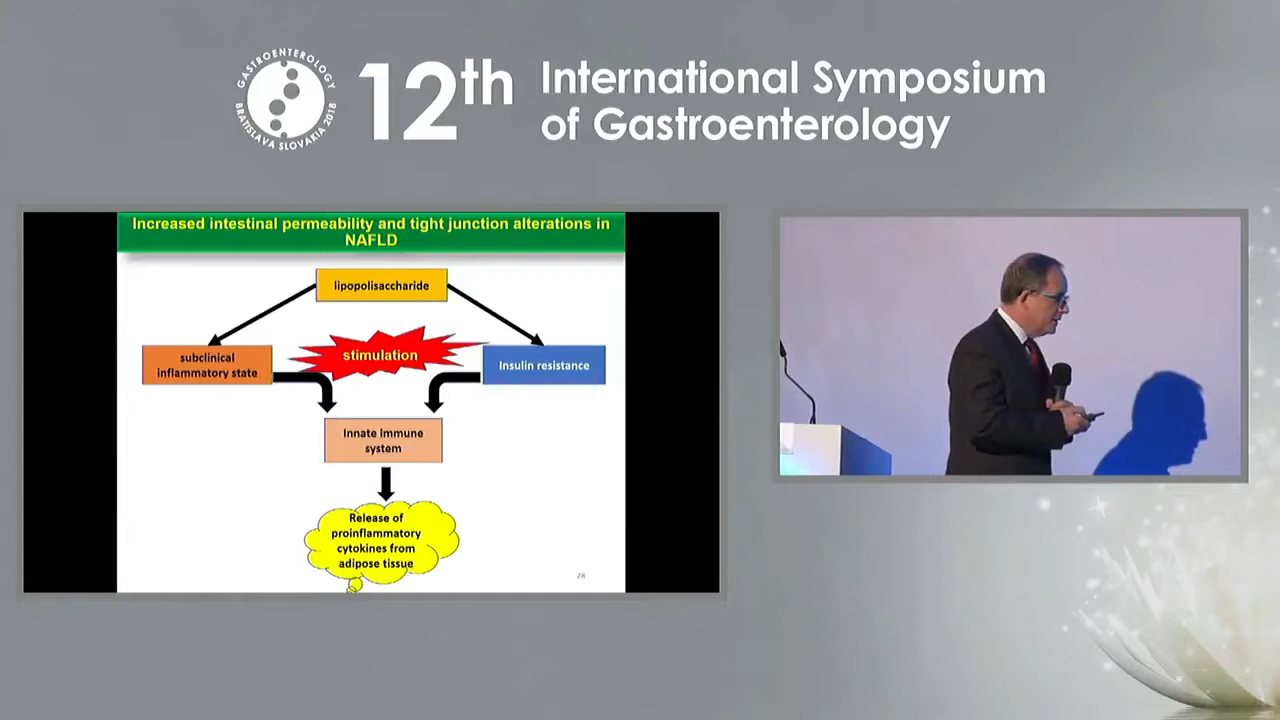 GASTROENTEROLOGY
BRATISLAVA SLOVAKIA 2018
12th
International Symposium
of Gastroenterology
Increased intestinal permeability and tight junction alterations in
NAFLD
lipopolisaccharide
subclinical
inflammatory state
stimulation
Insulin resistance
Innate immune
system
Release of
proinflammatory
cytokines from
adipose tissue
28